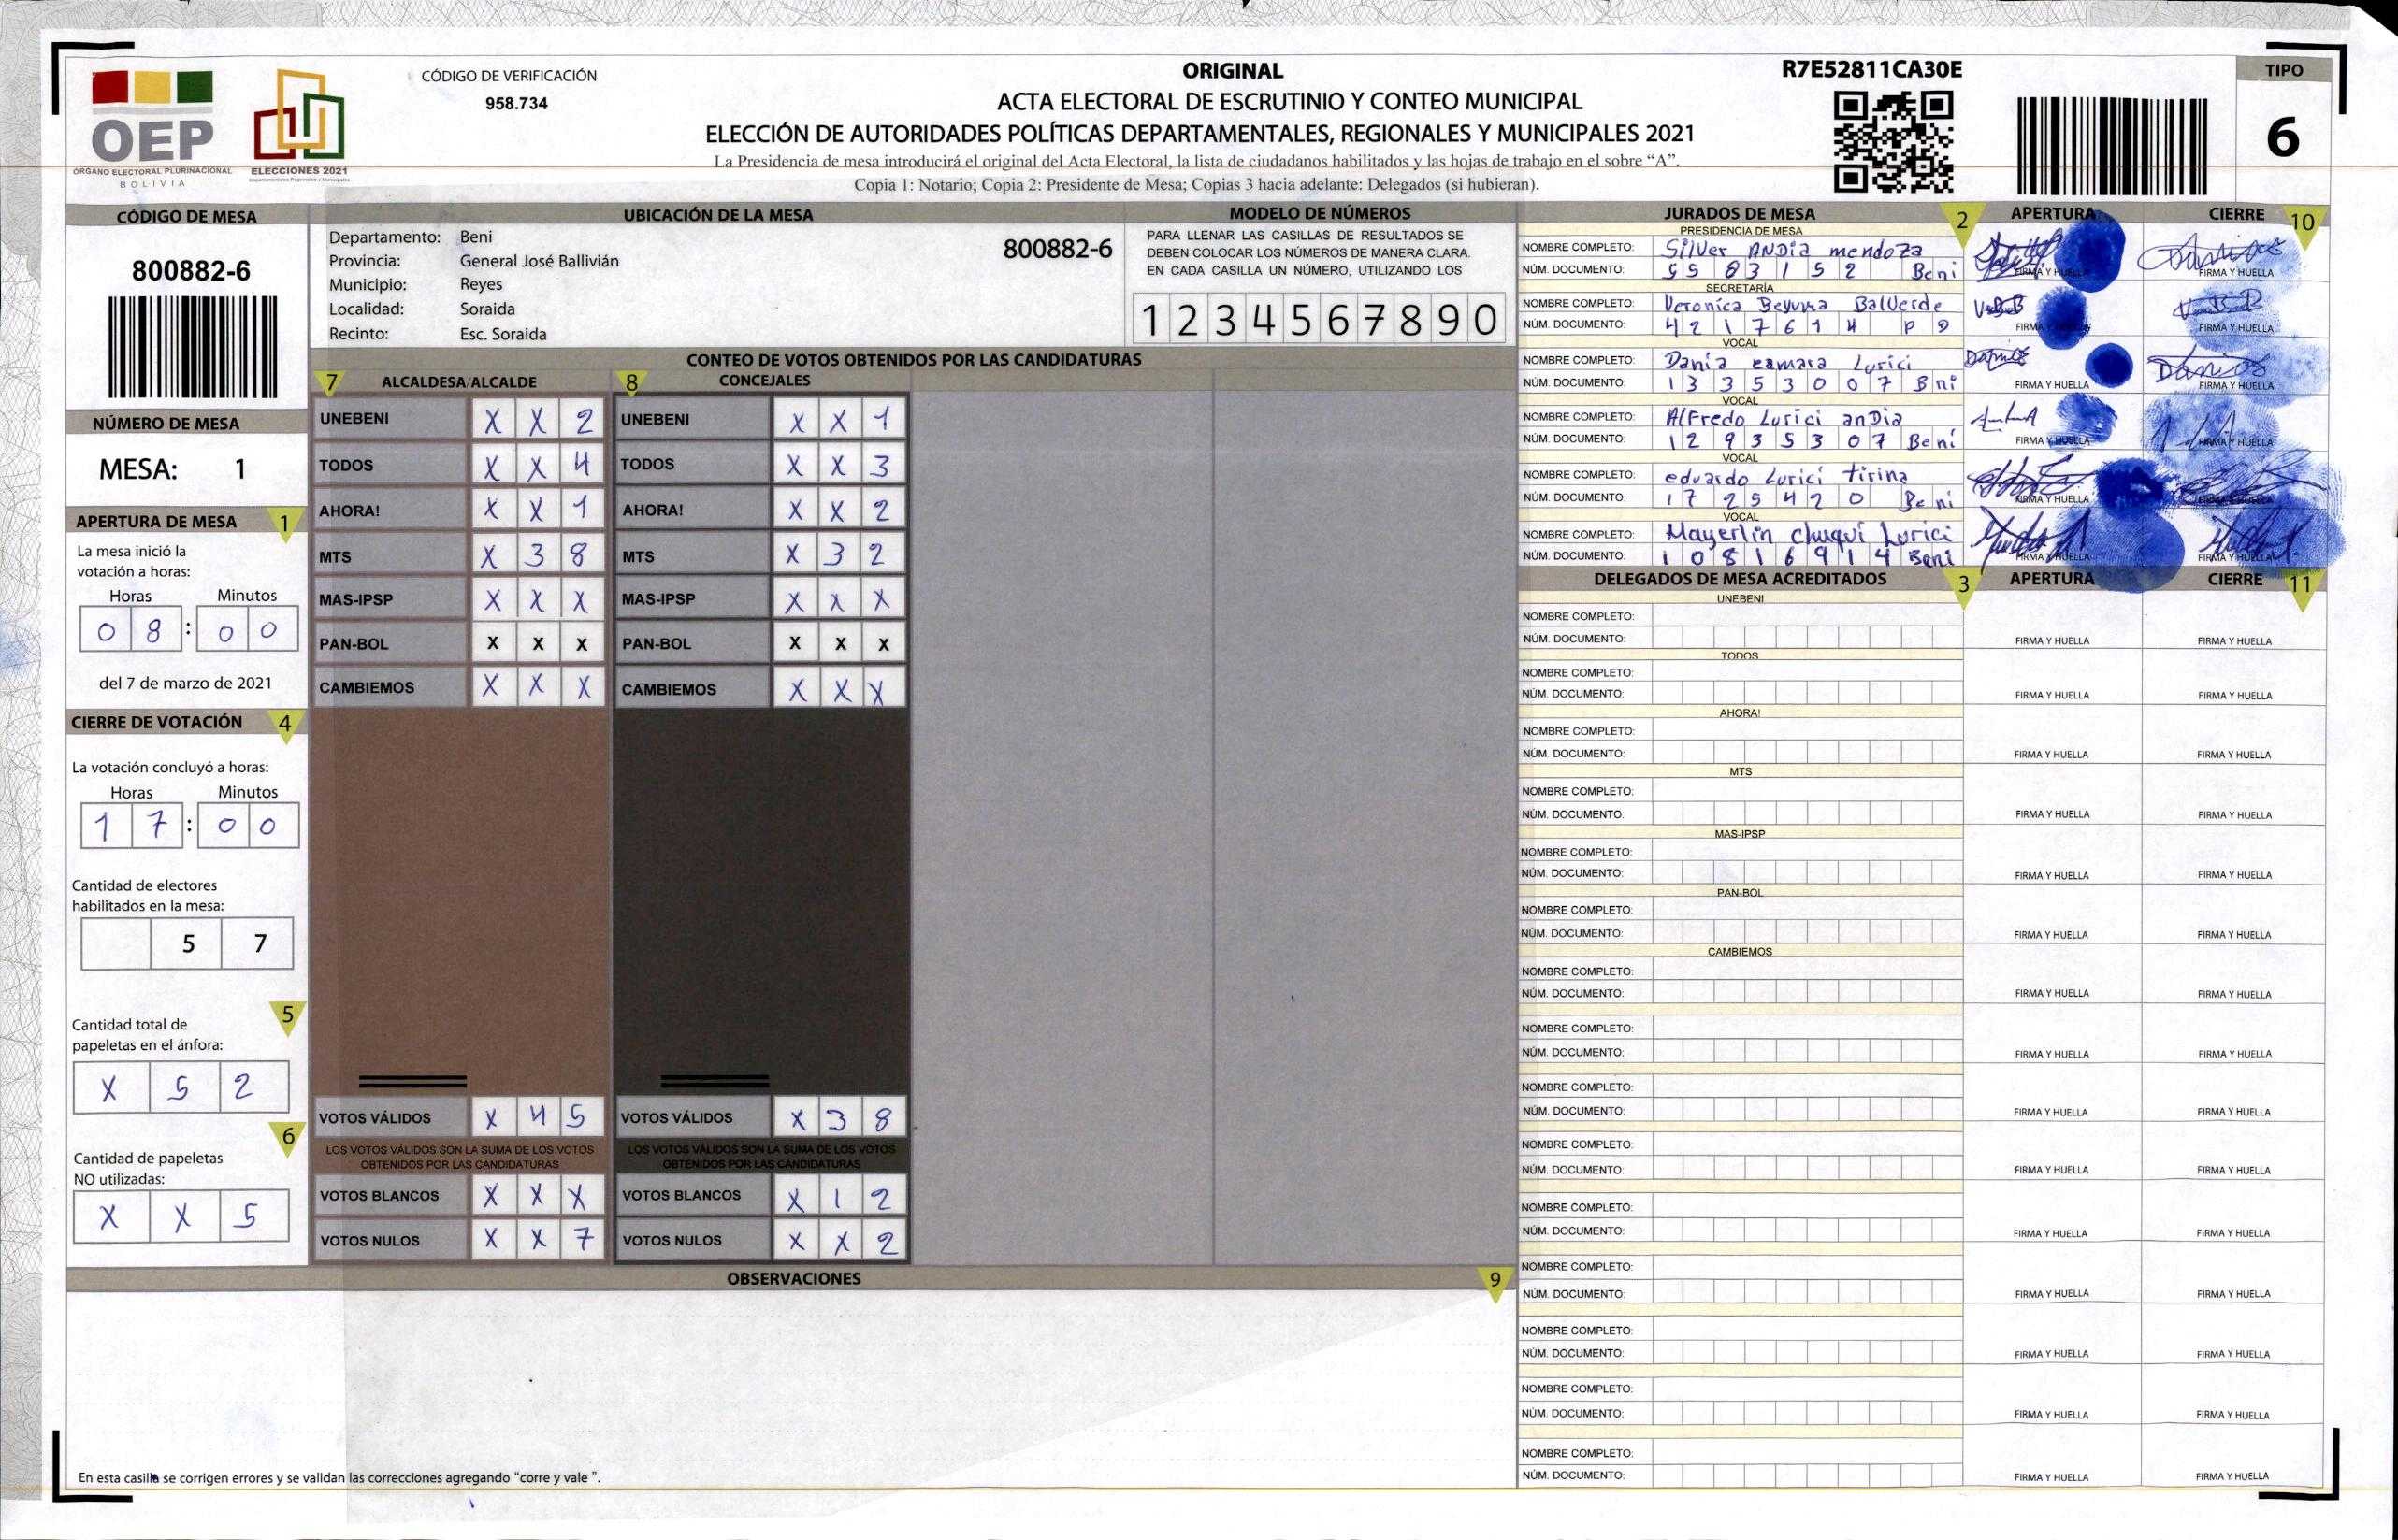 CÓDIGO DE VERIFICACIÓN
958.734
OEP
ÓRGANO ELECTORAL PLURINACIONAL
BOLIVIA
ELECCIONES 2021
ORIGINAL
ACTA ELECTORAL DE ESCRUTINIO Y CONTEO MUNICIPAL
ELECCIÓN DE AUTORIDADES POLÍTICAS DEPARTAMENTALES, REGIONALES Y MUNICIPALES 2021
La Presidencia de mesa introducirá el original del Acta Electoral, la lista de ciudadanos habilitados y las hojas de trabajo en el sobre “A”.
Copia 1: Notario; Copia 2: Presidente de Mesa; Copias 3 hacia adelante: Delegados (si hubieran).
R7E52811CA30E
TIPO
6
CÓDIGO DE MESA
800882-6
NÚMERO DE MESA
MESA: 1
APERTURA DE MESA 1
La mesa inició la
votación a horas:
Horas Minutos
0 8 : 0 0
del 7 de marzo de 2021
CIERRE DE VOTACIÓN 4
La votación concluyó a horas:
Horas Minutos
1 7 : 0 0
Cantidad de electores
habilitados en la mesa:
5 7
5
Cantidad total de
papeletas en el ánfora:
X 5 2
6
Cantidad de papeletas
NO utilizadas:
X X 5
UBICACIÓN DE LA MESA
Departamento: Beni
Provincia: General José Ballivián
Municipio: Reyes
Localidad: Soraida
Recinto: Esc. Soraida
800882-6
MODELO DE NÚMEROS
PARA LLENAR LAS CASILLAS DE RESULTADOS SE
DEBEN COLOCAR LOS NÚMEROS DE MANERA CLARA.
EN CADA CASILLA UN NÚMERO, UTILIZANDO LOS
1 2 3 4 5 6 7 8 9 0
CONTEO DE VOTOS OBTENIDOS POR LAS CANDIDATURAS
7 ALCALDESA/ALCALDE
UNEBENI X X 2
TODOS X X 4
AHORA! X X 1
MTS X 3 8
MAS-IPSP X X X
PAN-BOL X X X
CAMBIEMOS X X X
VOTOS VÁLIDOS X 4 5
LOS VOTOS VÁLIDOS SON LA SUMA DE LOS VOTOS
OBTENIDOS POR LAS CANDIDATURAS
VOTOS BLANCOS X X X
VOTOS NULOS X X 7
8 CONCEJALES
UNEBENI X X 1
TODOS X X 3
AHORA! X X 2
MTS X 3 2
MAS-IPSP X X X
PAN-BOL X X X
CAMBIEMOS X X X
VOTOS VÁLIDOS X 3 8
LOS VOTOS VÁLIDOS SON LA SUMA DE LOS VOTOS
OBTENIDOS POR LAS CANDIDATURAS
VOTOS BLANCOS X 1 2
VOTOS NULOS X X 2
OBSERVACIONES 9
En esta casilla se corrigen errores y se validan las correcciones agregando “corre y vale ”.
JURADOS DE MESA 2 APERTURA CIERRE 10
PRESIDENCIA DE MESA
NOMBRE COMPLETO: Silver ANDia mendoza
NÚM. DOCUMENTO: 5 5 8 3 1 5 2 Beni FIRMA Y HUELLA FIRMA Y HUELLA
SECRETARÍA
NOMBRE COMPLETO: Veronica Balverde
NÚM. DOCUMENTO: 4 2 1 7 6 1 4 P D FIRMA Y HUELLA FIRMA Y HUELLA
VOCAL
NOMBRE COMPLETO: Dania camara Lurici
NÚM. DOCUMENTO: 1 3 3 5 3 0 0 7 Bni FIRMA Y HUELLA FIRMA Y HUELLA
VOCAL
NOMBRE COMPLETO: Alfredo Lurici anDia
NÚM. DOCUMENTO: 1 2 9 3 5 3 0 7 Beni FIRMA Y HUELLA FIRMA Y HUELLA
VOCAL
NOMBRE COMPLETO: eduardo Lurici tirina
NÚM. DOCUMENTO: 1 7 2 5 4 2 0 Beni FIRMA Y HUELLA FIRMA Y HUELLA
VOCAL
NOMBRE COMPLETO: Mayerlin chuqui Lurici
NÚM. DOCUMENTO: 1 0 8 1 6 9 1 4 Beni FIRMA Y HUELLA FIRMA Y HUELLA
DELEGADOS DE MESA ACREDITADOS 3 APERTURA CIERRE 11
UNEBENI
NOMBRE COMPLETO:
NÚM. DOCUMENTO: FIRMA Y HUELLA FIRMA Y HUELLA
TODOS
NOMBRE COMPLETO:
NÚM. DOCUMENTO: FIRMA Y HUELLA FIRMA Y HUELLA
AHORA!
NOMBRE COMPLETO:
NÚM. DOCUMENTO: FIRMA Y HUELLA FIRMA Y HUELLA
MTS
NOMBRE COMPLETO:
NÚM. DOCUMENTO: FIRMA Y HUELLA FIRMA Y HUELLA
MAS-IPSP
NOMBRE COMPLETO:
NÚM. DOCUMENTO: FIRMA Y HUELLA FIRMA Y HUELLA
PAN-BOL
NOMBRE COMPLETO:
NÚM. DOCUMENTO: FIRMA Y HUELLA FIRMA Y HUELLA
CAMBIEMOS
NOMBRE COMPLETO:
NÚM. DOCUMENTO: FIRMA Y HUELLA FIRMA Y HUELLA
NOMBRE COMPLETO:
NÚM. DOCUMENTO: FIRMA Y HUELLA FIRMA Y HUELLA
NOMBRE COMPLETO:
NÚM. DOCUMENTO: FIRMA Y HUELLA FIRMA Y HUELLA
NOMBRE COMPLETO:
NÚM. DOCUMENTO: FIRMA Y HUELLA FIRMA Y HUELLA
NOMBRE COMPLETO:
NÚM. DOCUMENTO: FIRMA Y HUELLA FIRMA Y HUELLA
NOMBRE COMPLETO:
NÚM. DOCUMENTO: FIRMA Y HUELLA FIRMA Y HUELLA
NOMBRE COMPLETO:
NÚM. DOCUMENTO: FIRMA Y HUELLA FIRMA Y HUELLA
NOMBRE COMPLETO:
NÚM. DOCUMENTO: FIRMA Y HUELLA FIRMA Y HUELLA
NOMBRE COMPLETO:
NÚM. DOCUMENTO: FIRMA Y HUELLA FIRMA Y HUELLA